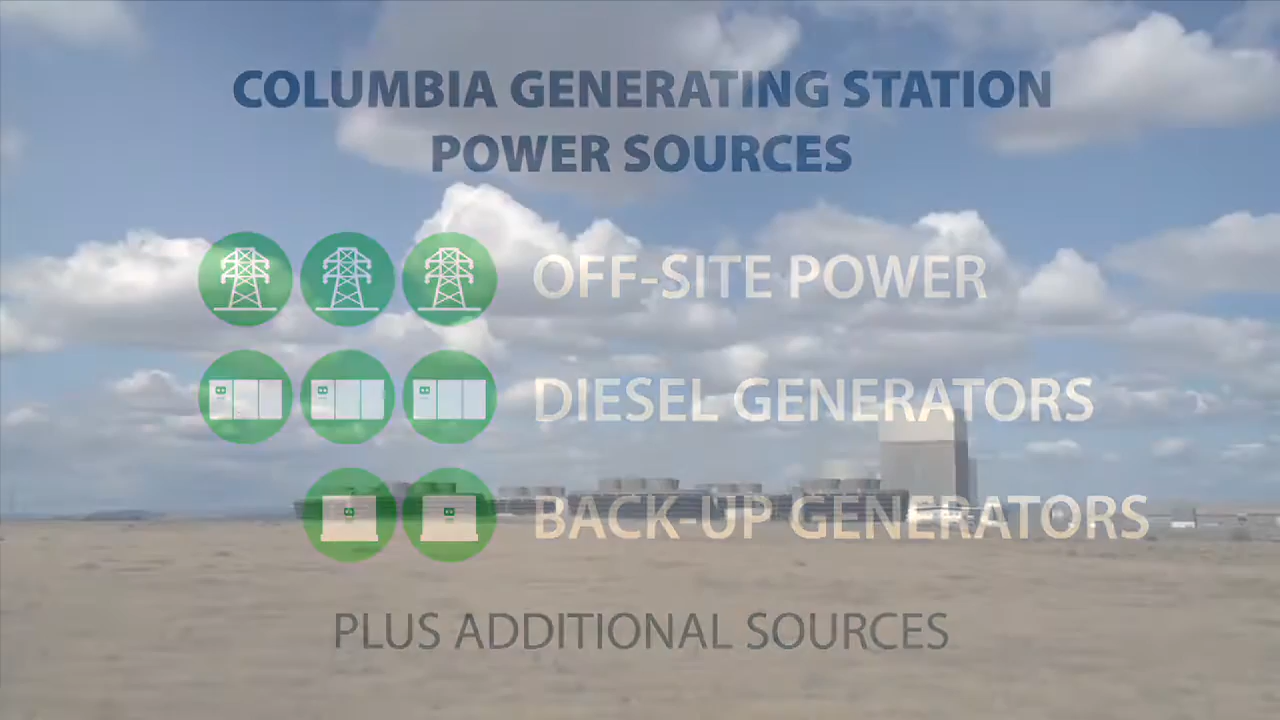 COLUMBIA GENERATING STATION
POWER SOURCES
OFF-SITE POWER
DIESEL GENERATORS
BACK-UP GENERATORS
PLUS ADDITIONAL SOURCES